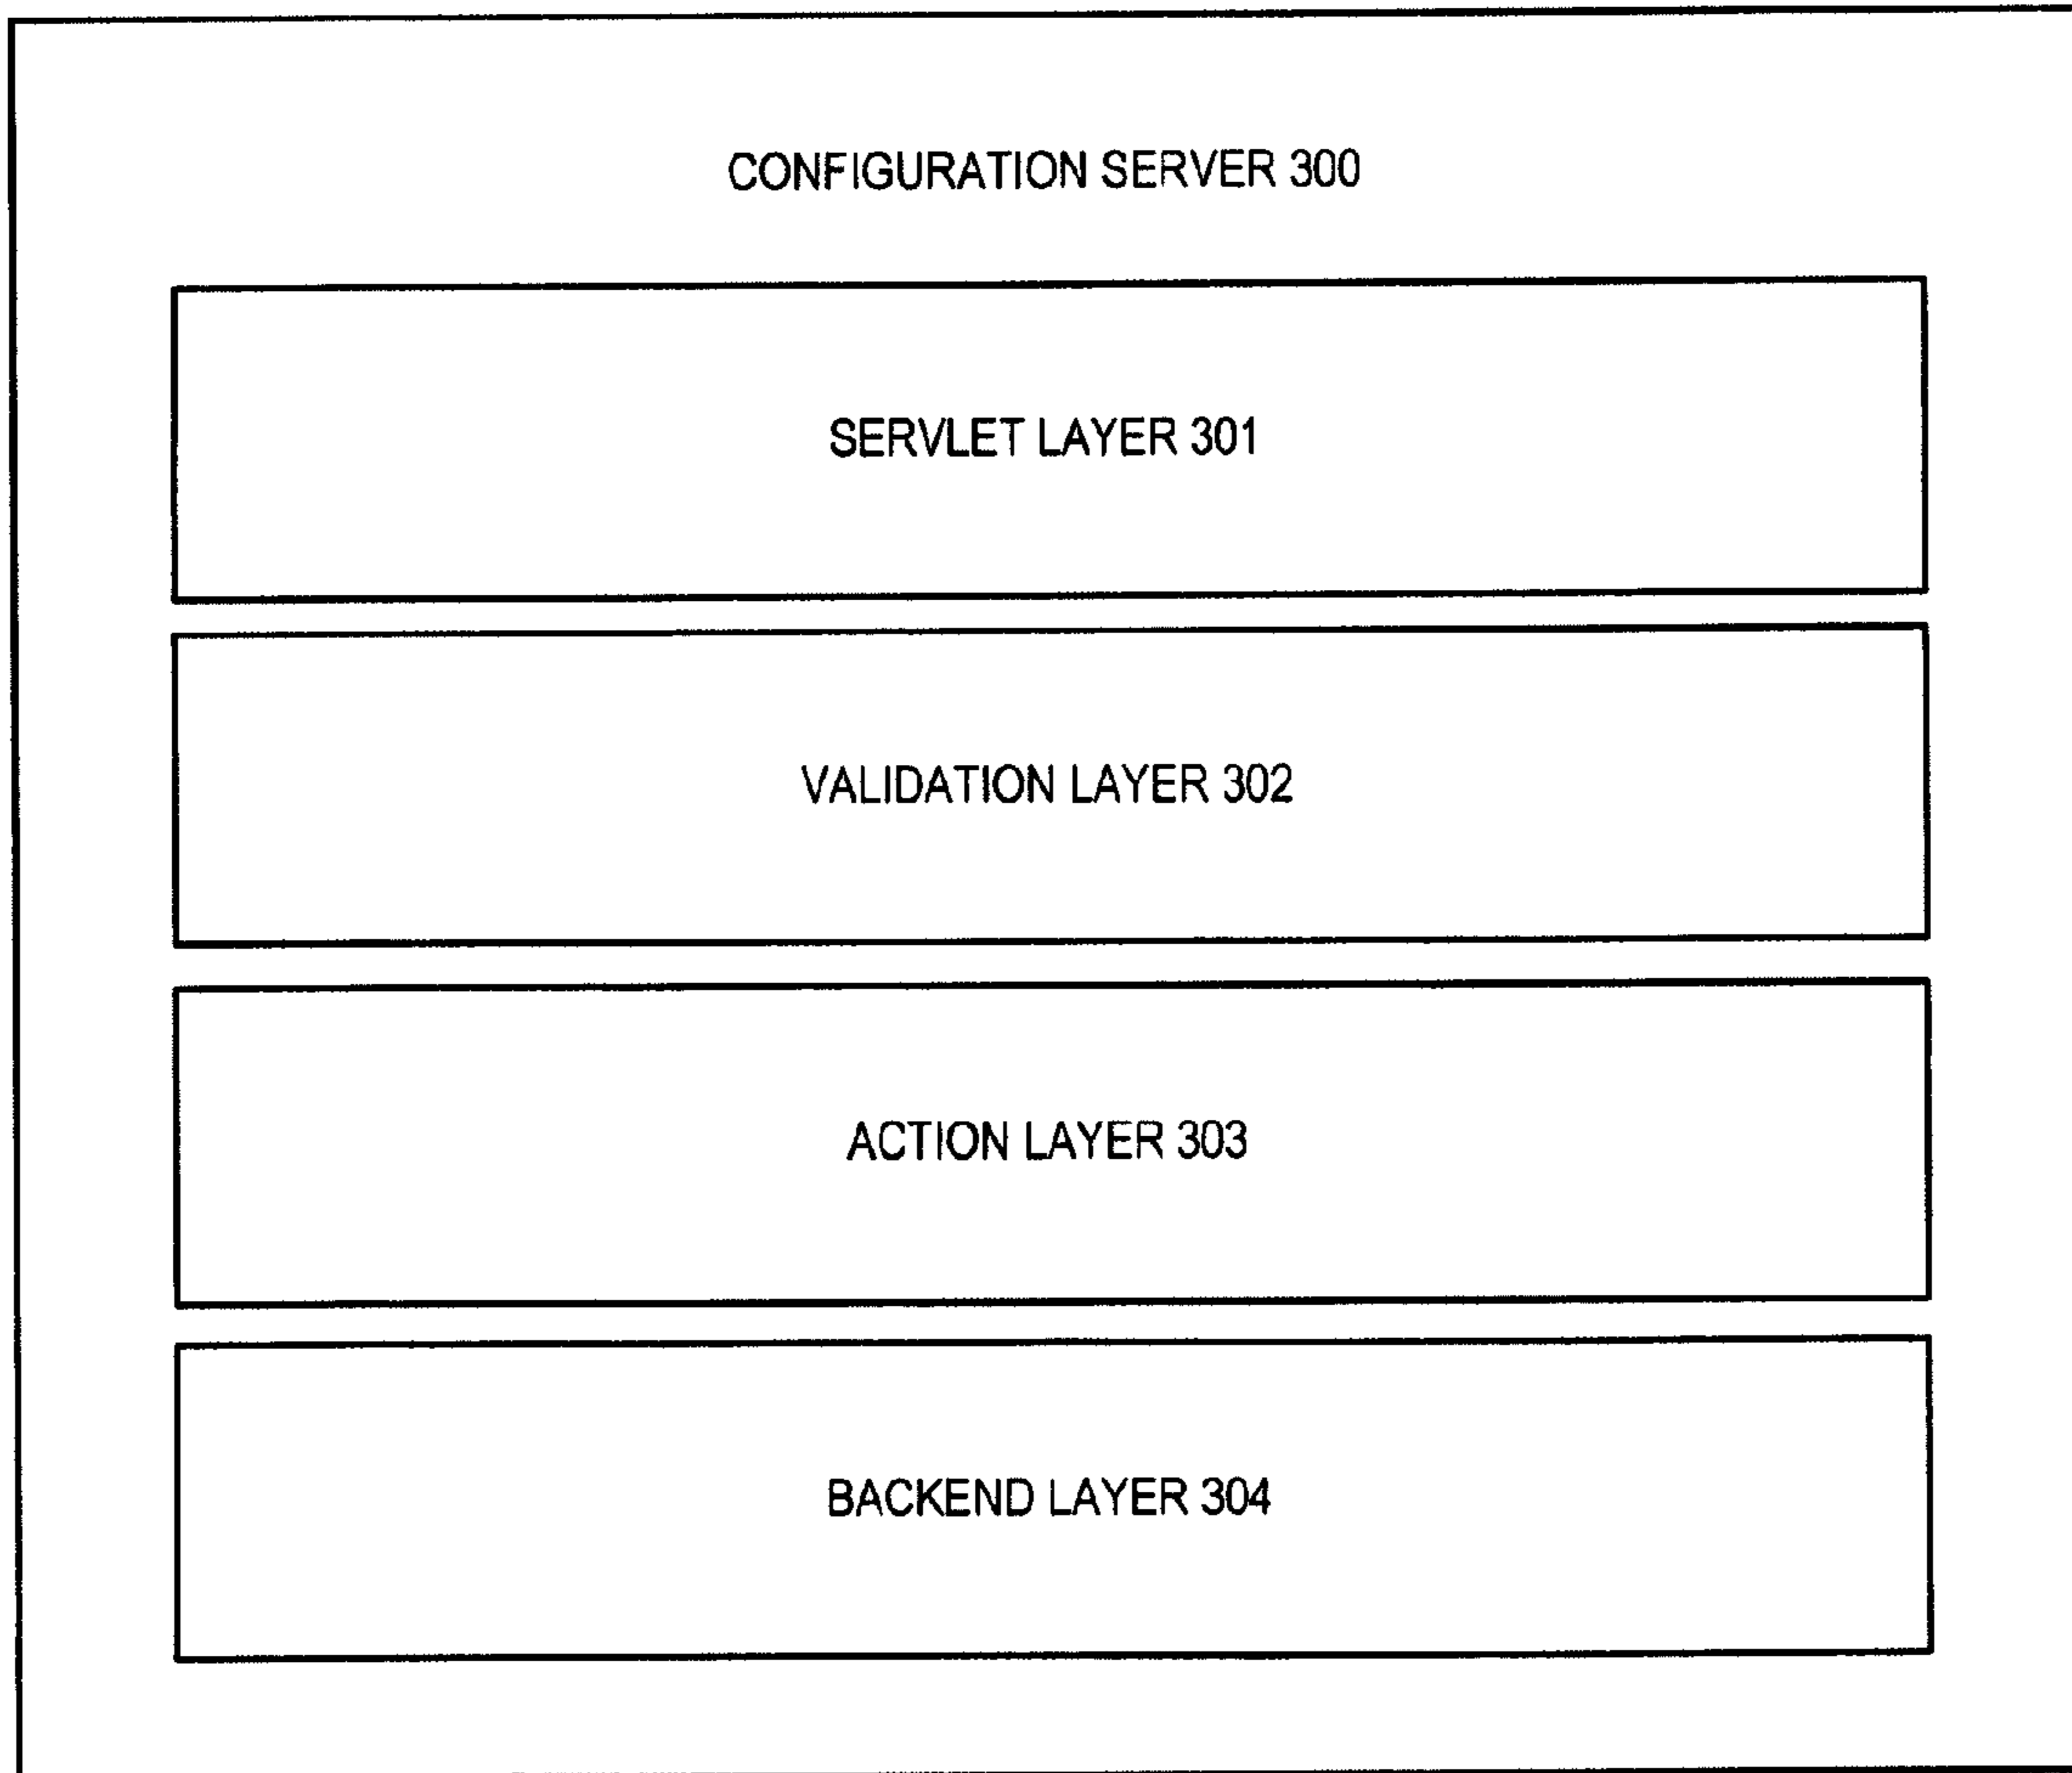 CONFIGURATION SERVER 300
SERVLET LAYER 301
VALIDATION LAYER 302
ACTION LAYER 303
BACKEND LAYER 304